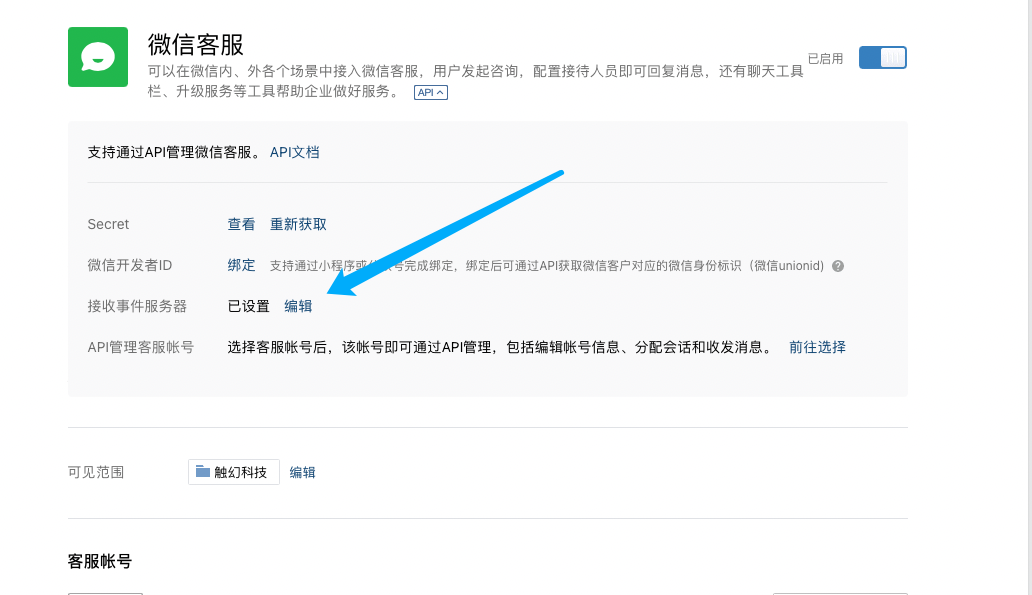 微信客服
可以在微信内、外各个场景中接入微信客服，用户发起咨询，配置接待人员即可回复消息，还有聊天工具
栏、升级服务等工具帮助企业做好服务。 API
已启用
支持通过API管理微信客服。 API文档
Secret 查看 重新获取
微信开发者ID 绑定 支持通过小程序或 号完成绑定，绑定后可通过API获取微信客户对应的微信身份标识（微信unionid） ?
接收事件服务器 已设置 编辑
API管理客服帐号 选择客服帐号后，该帐号即可通过API管理，包括编辑帐号信息、分配会话和收发消息。 前往选择
可见范围 触幻科技 编辑
客服帐号